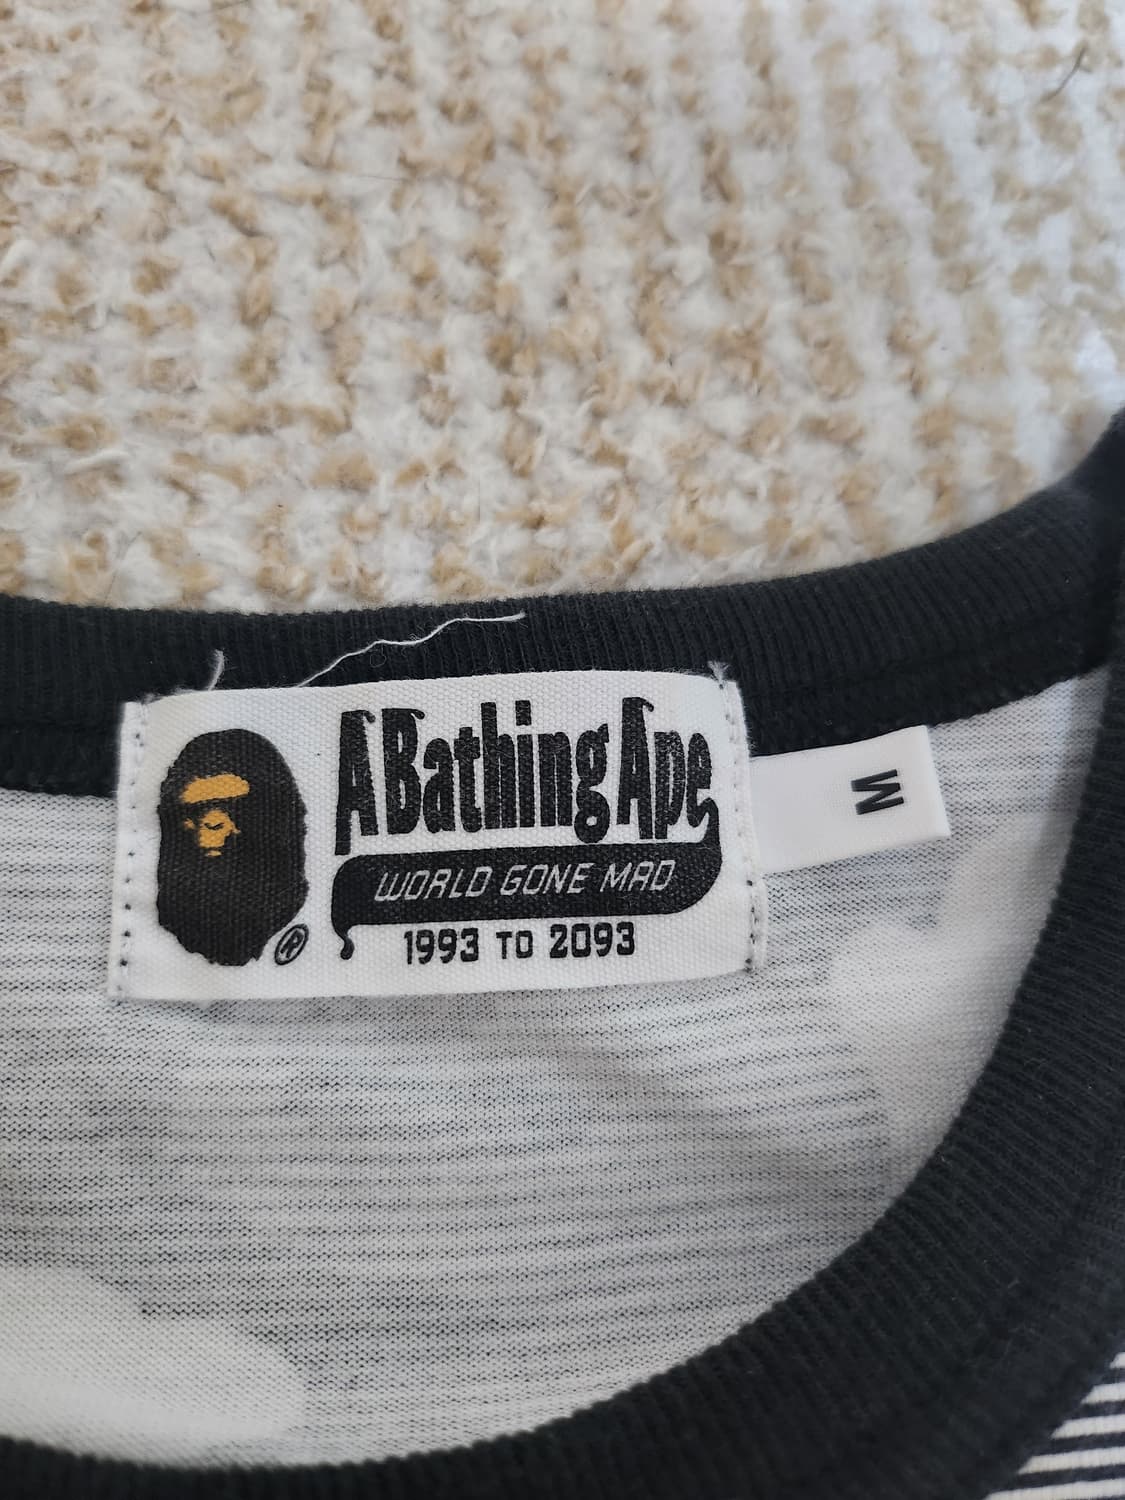 A Bathing Ape
®
WORLD GONE MAD
1993 TO 2093
M